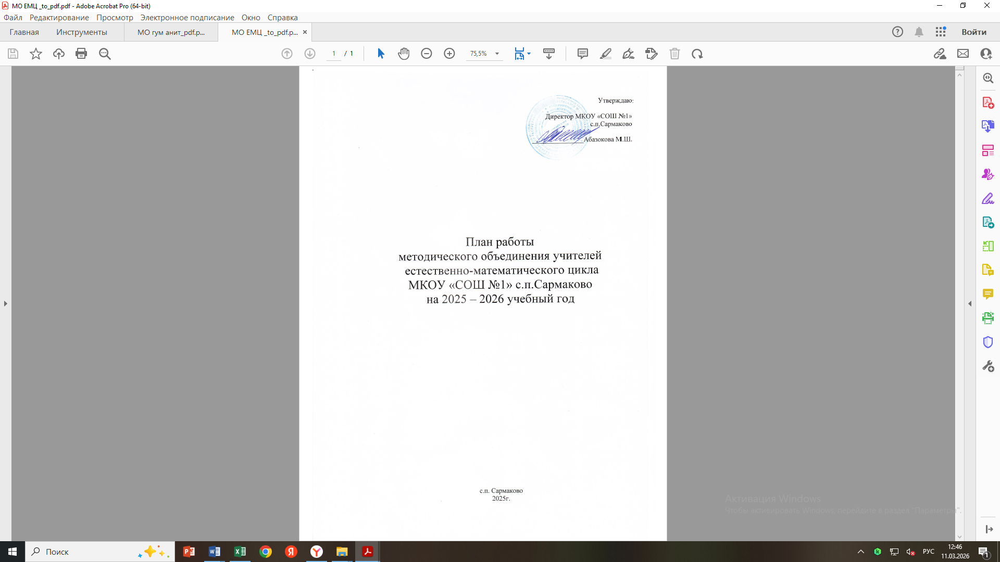 МО ЕМЦ _to_pdf.pdf - Adobe Acrobat Pro (64-bit)
Файл Редактирование Просмотр Электронное подписание Окно Справка
Главная Инструменты МО гум анит_pdf.p... МО ЕМЦ _to_pdf.p... Войти
1 / 1 75,5%
Утверждаю:
Директор МКОУ «СОШ №1»
с.п.Сармаково
Абазокова М.Ш.
План работы
методического объединения учителей
естественно-математического цикла
МКОУ «СОШ №1» с.п.Сармаково
на 2025 – 2026 учебный год
с.п. Сармаково
2025г.
Активация Windows
Чтобы активировать Windows, перейдите в раздел "Параметры".
Поиск
РУС
12:46
11.03.2026
1